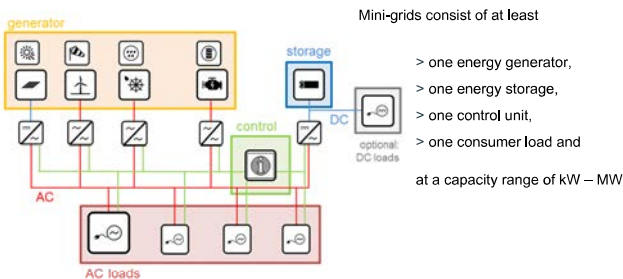 generator
storage
DC
optional:
DC loads
control
AC
AC loads
Mini-grids consist of at least
> one energy generator,
> one energy storage,
> one control unit,
> one consumer load and
at a capacity range of kW – MW